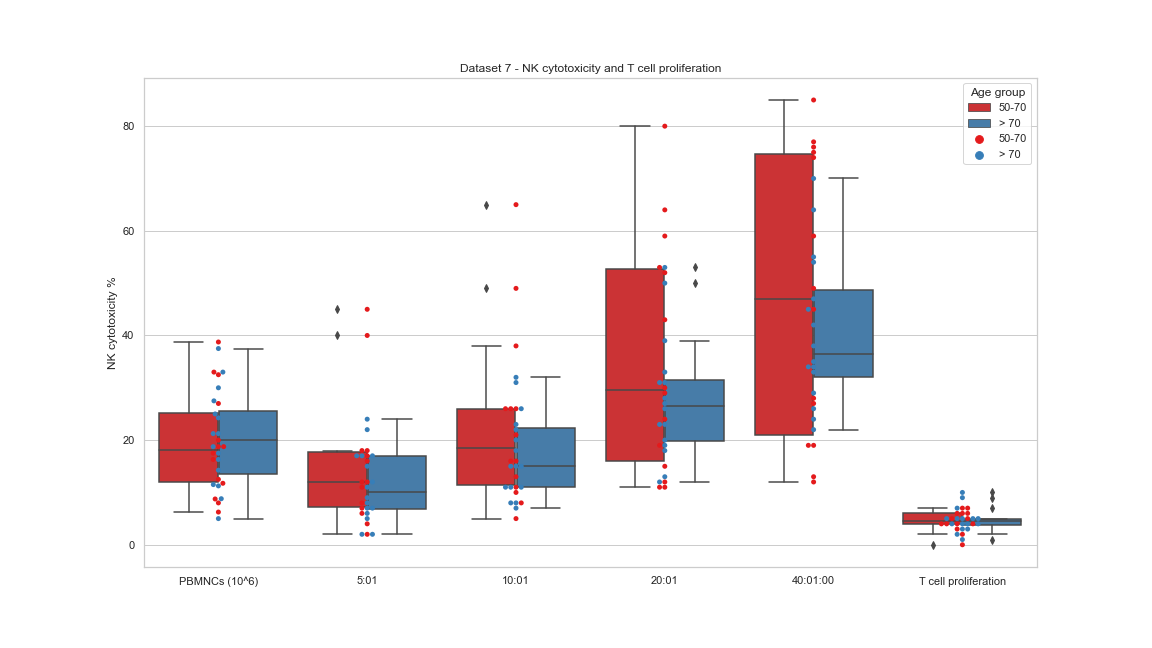 Dataset 7 - NK cytotoxicity and T cell proliferation
Age group
50-70
> 70
50-70
> 70
NK cytotoxicity %
80
60
40
20
0
PBMNCs (10^6)
5:01
10:01
20:01
40:01:00
T cell proliferation